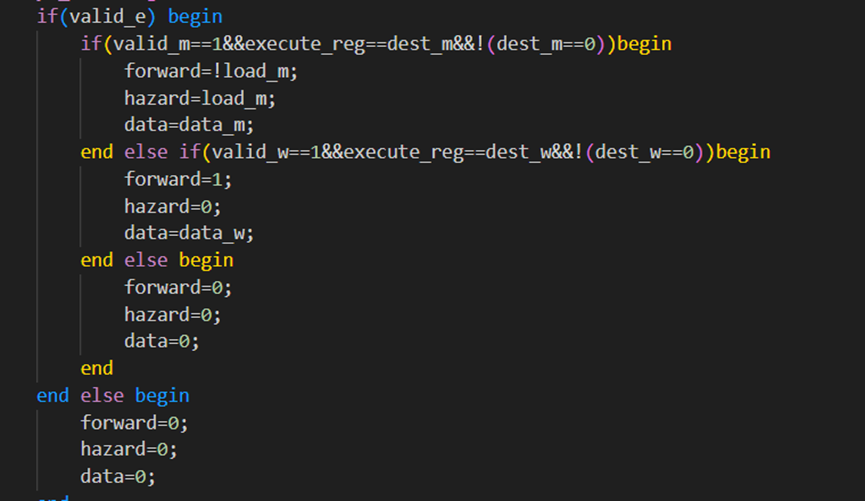 if(valid_e) begin
if(valid_m==1&&execute_reg==dest_m&&!(dest_m==0))begin
forward=!load_m;
hazard=load_m;
data=data_m;
end else if(valid_w==1&&execute_reg==dest_w&&!(dest_w==0))begin
forward=1;
hazard=0;
data=data_w;
end else begin
forward=0;
hazard=0;
data=0;
end
end else begin
forward=0;
hazard=0;
data=0;